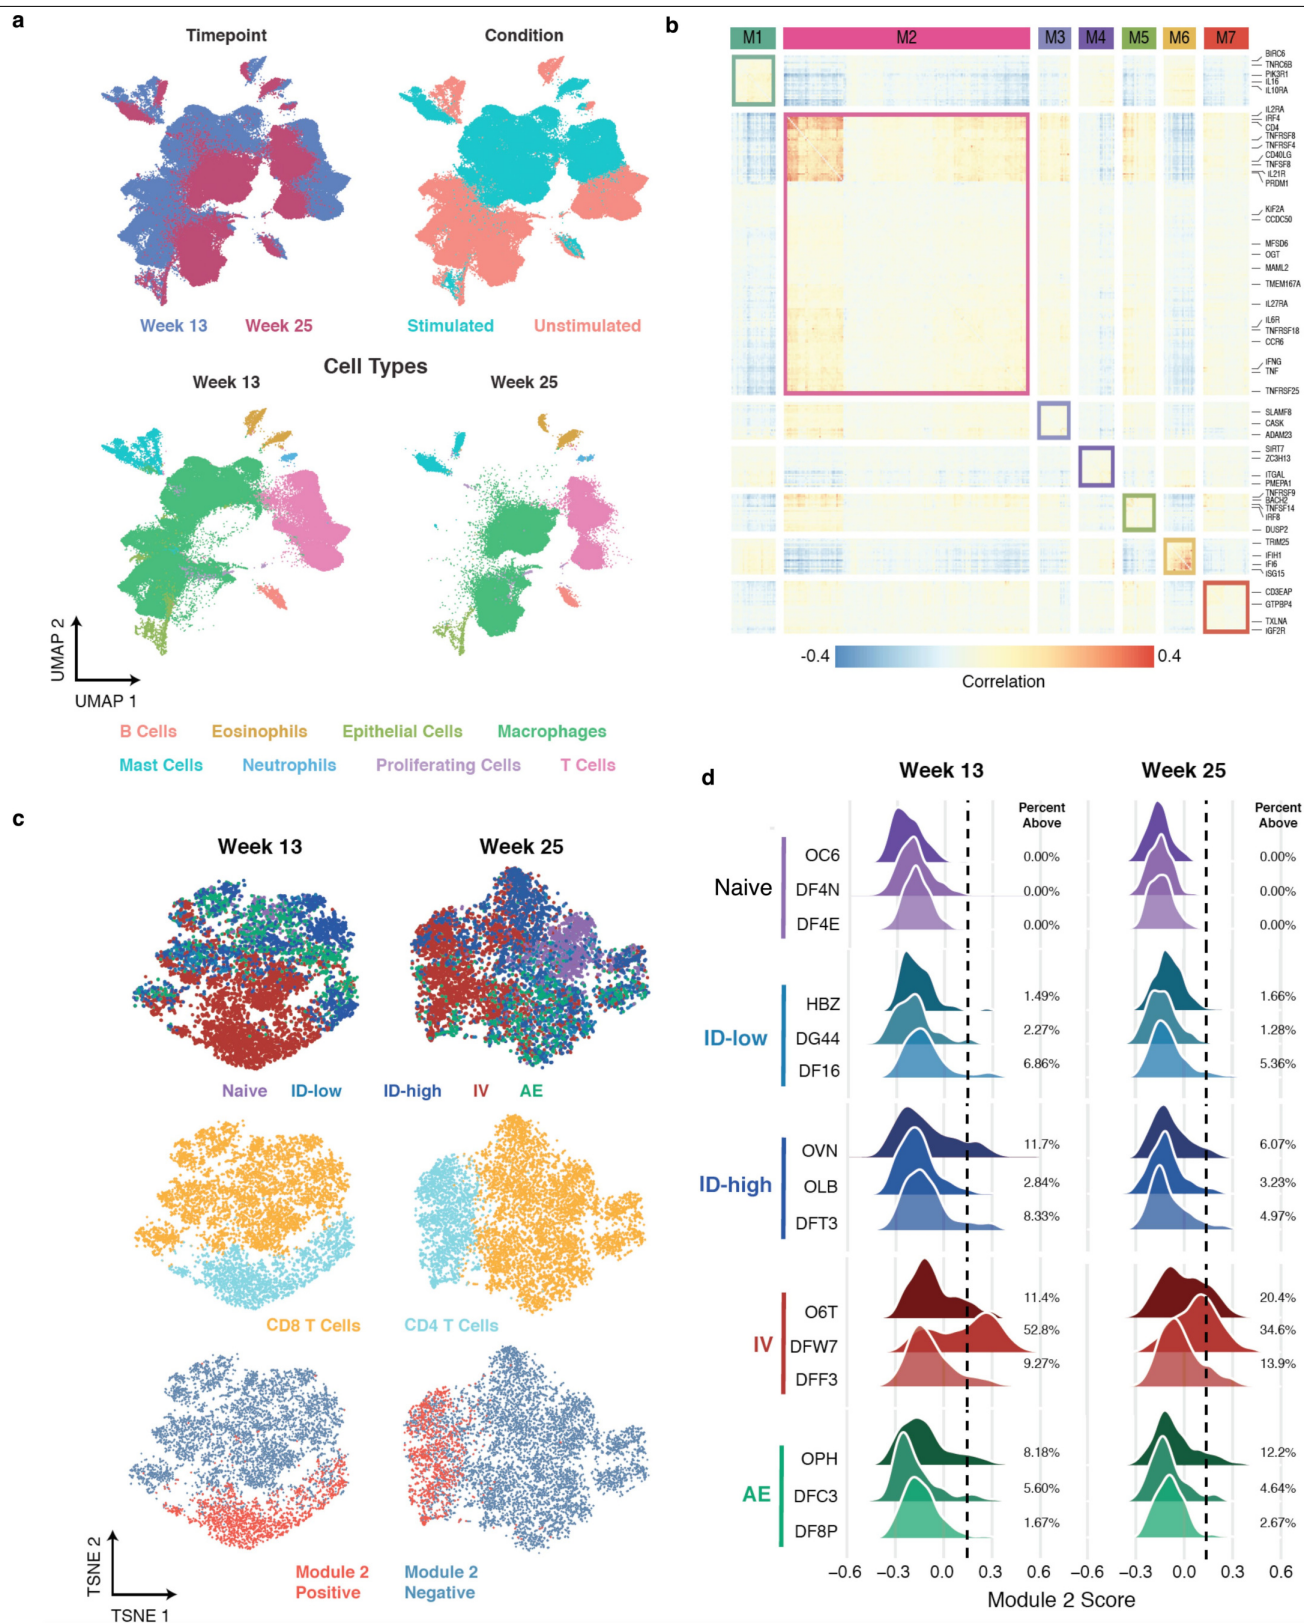 a
Timepoint
Condition
Week 13
Week 25
Stimulated
Unstimulated
Cell Types
Week 13
Week 25
UMAP 2
UMAP 1
B Cells
Eosinophils
Epithelial Cells
Macrophages
Mast Cells
Neutrophils
Proliferating Cells
T Cells
b
M1
M2
M3
M4
M5
M6
M7
BIRC6
TNRC6B
PIK3R1
IL16
IL10RA
IL2RA
IRF4
CD4
TNFRSF8
TNFRSF4
CD40LG
TNFSF8
IL21R
PRDM1
KIF2A
CCDC50
MFSD6
OGT
MAML2
TMEM167A
IL27RA
IL6R
TNFRSF18
CCR6
IFNG
TNF
TNFRSF25
SLAMF8
CASK
ADAM23
SIRT7
ZC3H13
ITGAL
PMEPA1
TNFRSF9
BACH2
TNFSF14
IRF8
DUSP2
TRIM25
IFIH1
IFI6
ISG15
CD3EAP
GTPBP4
TXLNA
IGF2R
-0.4
0.4
Correlation
c
Week 13
Week 25
Naive
ID-low
ID-high
IV
AE
CD8 T Cells
CD4 T Cells
TSNE 2
TSNE 1
Module 2
Positive
Module 2
Negative
d
Week 13
Week 25
Percent
Above
Percent
Above
Naive
OC6 0.00% 0.00%
DF4N 0.00% 0.00%
DF4E 0.00% 0.00%
ID-low
HBZ 1.49% 1.66%
DG44 2.27% 1.28%
DF16 6.86% 5.36%
ID-high
OVN 11.7% 6.07%
OLB 2.84% 3.23%
DFT3 8.33% 4.97%
IV
O6T 11.4% 20.4%
DFW7 52.8% 34.6%
DFF3 9.27% 13.9%
AE
OPH 8.18% 12.2%
DFC3 5.60% 4.64%
DF8P 1.67% 2.67%
−0.6 −0.3 0.0 0.3 0.6 −0.6 −0.3 0.0 0.3 0.6
Module 2 Score